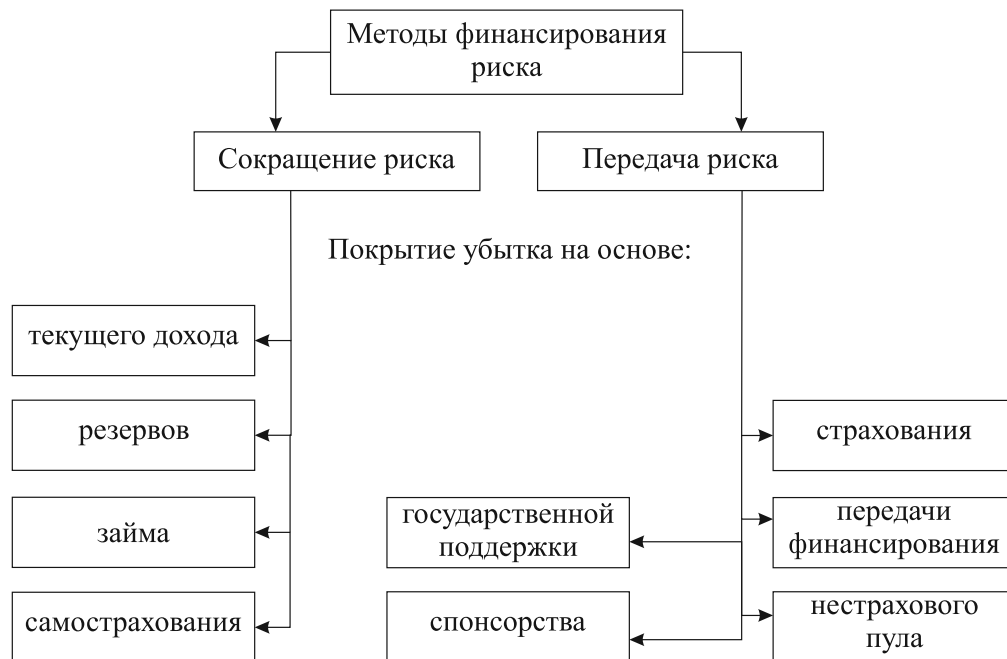 Методы финансирования
риска
Сокращение риска
Передача риска
Покрытие убытка на основе:
текущего дохода
резервов
страхования
займа
государственной
поддержки
передачи
финансирования
самострахования
спонсорства
нестрахового
пула